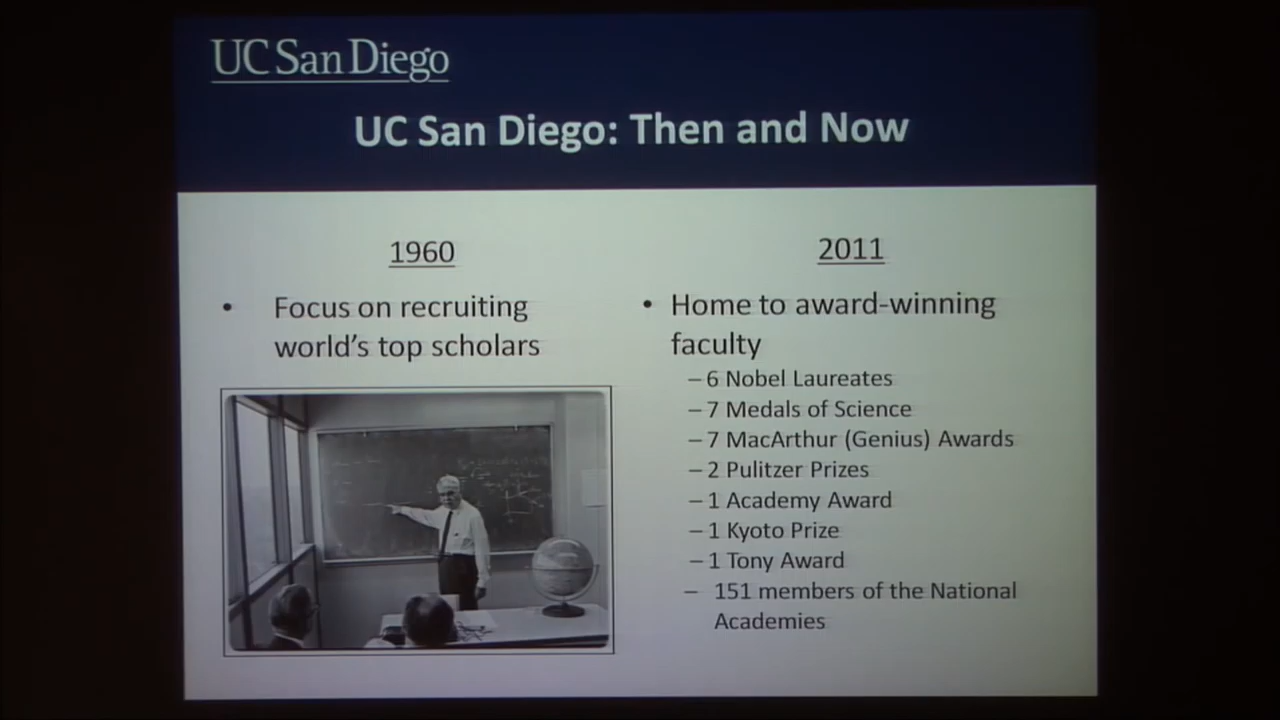 UC San Diego
UC San Diego: Then and Now
1960
• Focus on recruiting
world's top scholars
2011
• Home to award-winning
faculty
– 6 Nobel Laureates
– 7 Medals of Science
– 7 MacArthur (Genius) Awards
– 2 Pulitzer Prizes
– 1 Academy Award
– 1 Kyoto Prize
– 1 Tony Award
– 151 members of the National
Academies